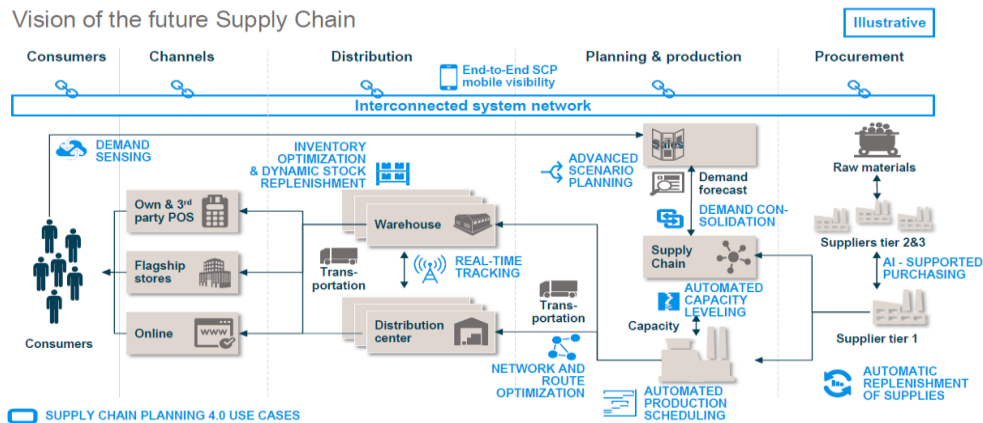 Vision of the future Supply Chain
Illustrative
Consumers
Channels
Distribution
Planning & production
Procurement
End-to-End SCP
mobile visibility
Interconnected system network
DEMAND
SENSING
INVENTORY
OPTIMIZATION
& DYNAMIC STOCK
REPLENISHMENT
ADVANCED
SCENARIO
PLANNING
Sales
Demand
forecast
DEMAND CON-
SOLIDATION
Raw materials
Own & 3rd
party POS
Warehouse
Supply
Chain
Suppliers tier 2&3
Flagship
stores
Trans-
portation
REAL-TIME
TRACKING
Trans-
portation
AUTOMATED
CAPACITY
LEVELING
AI - SUPPORTED
PURCHASING
Online
www
Distribution
center
Capacity
Supplier tier 1
Consumers
NETWORK AND
ROUTE
OPTIMIZATION
AUTOMATED
PRODUCTION
SCHEDULING
AUTOMATIC
REPLENISHMENT
OF SUPPLIES
SUPPLY CHAIN PLANNING 4.0 USE CASES